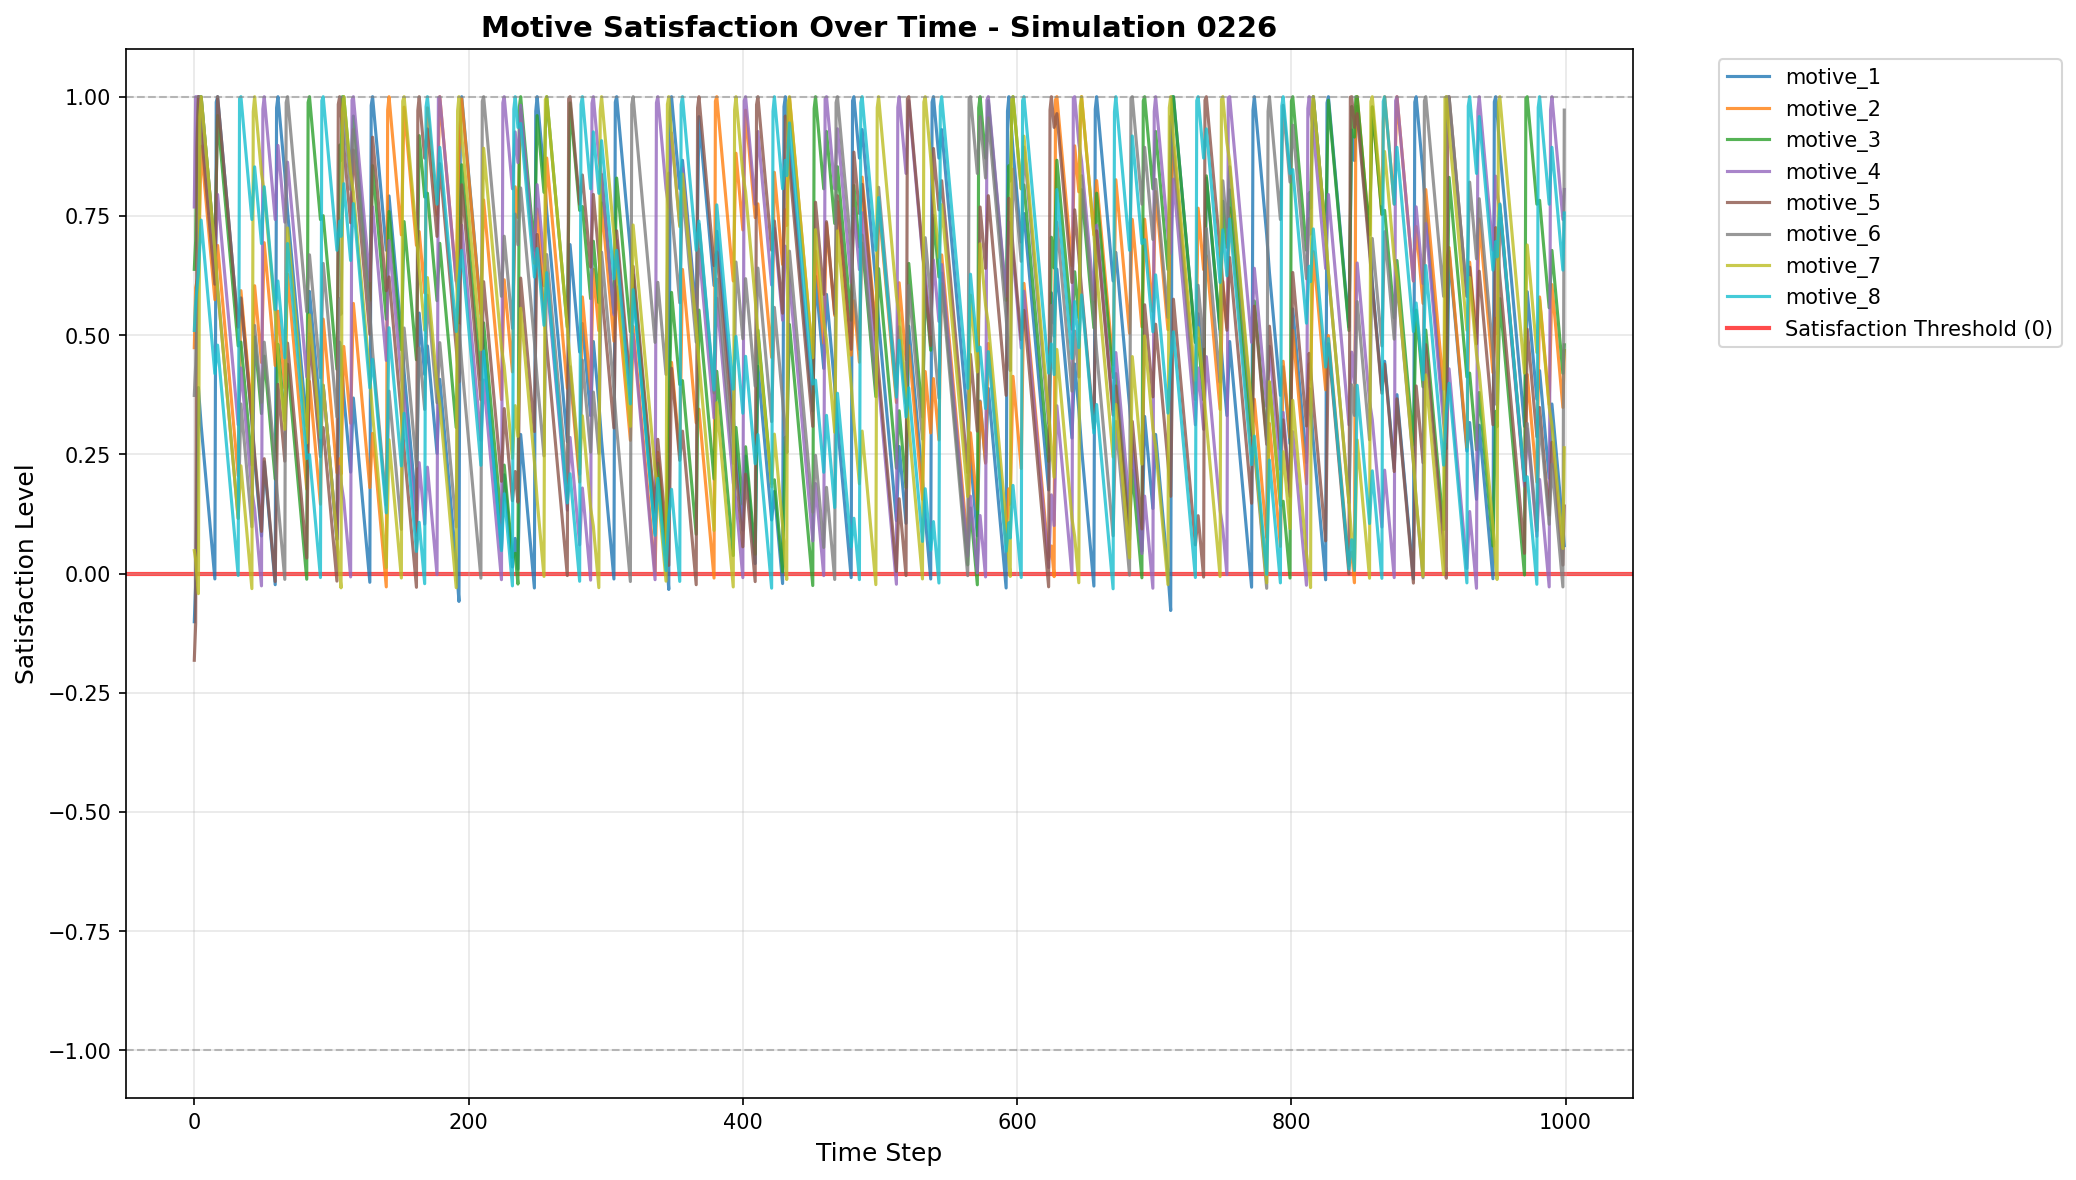 Motive Satisfaction Over Time - Simulation 0226
1.00
0.75
0.50
0.25
0.00
−0.25
−0.50
−0.75
−1.00
Satisfaction Level
0 200 400 600 800 1000
Time Step
motive_1
motive_2
motive_3
motive_4
motive_5
motive_6
motive_7
motive_8
Satisfaction Threshold (0)